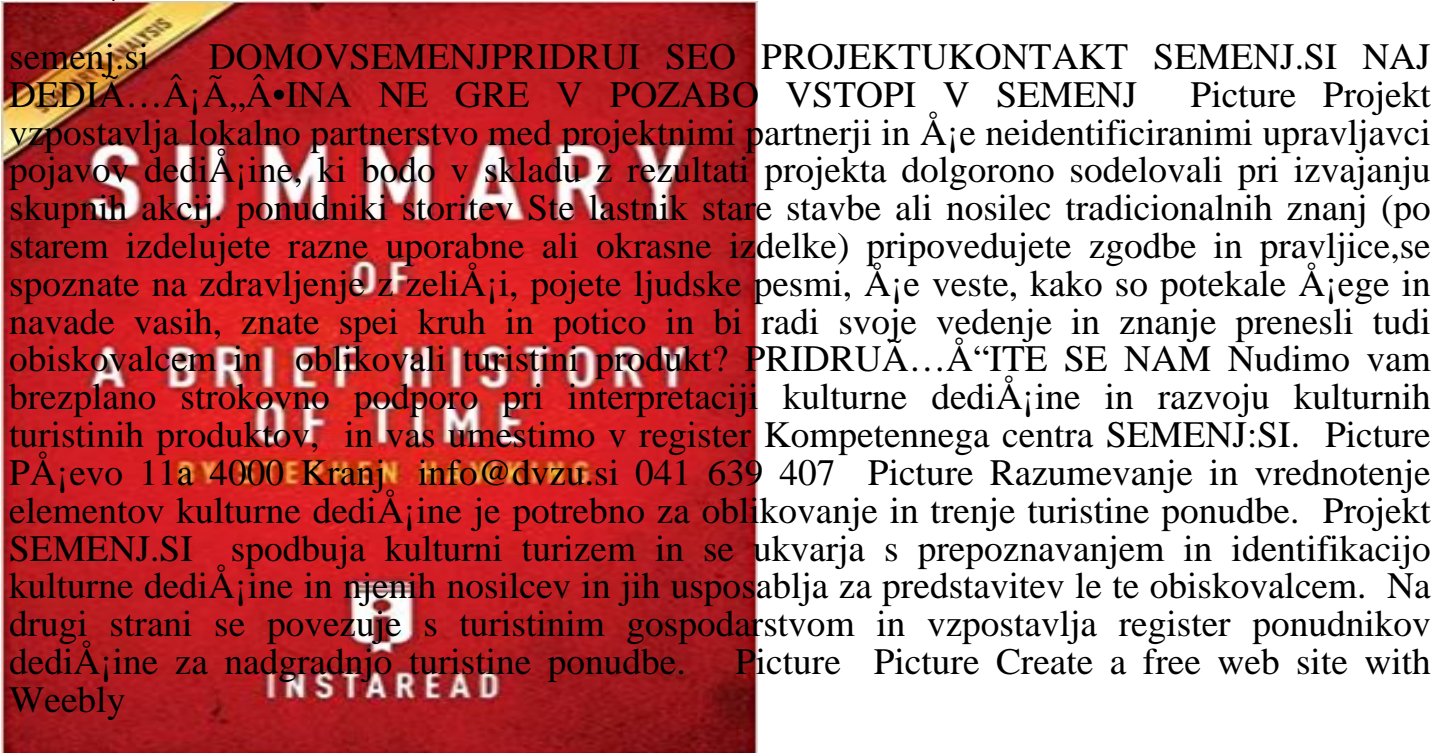 semenj.si DOMOVSEMENJPRIDRUI SEO PROJEKTUKONTAKT SEMENJ.SI NAJ
DEDIÃ…Â¡Ã„Â•INA NE GRE V POZABO VSTOPI V SEMENJ Picture Projekt
vzpostavlja lokalno partnerstvo med projektnimi partnerji in Å¡e neidentificiranimi upravljavci
pojavov dediÅ¡ine, ki bodo v skladu z rezultati projekta dolgorono sodelovali pri izvajanju
skupnih akcij. ponudniki storitev Ste lastnik stare stavbe ali nosilec tradicionalnih znanj (po
starem izdelujete razne uporabne ali okrasne izdelke) pripovedujete zgodbe in pravljice,se
spoznate na zdravljenje z zeliÅ¡i, pojete ljudske pesmi, Å¡e veste, kako so potekale Å¡ege in
navade vasih, znate spei kruh in potico in bi radi svoje vedenje in znanje prenesli tudi
obiskovalcem in oblikovali turistini produkt? PRIDRUÃ…Å“ITE SE NAM Nudimo vam
brezplano strokovno podporo pri interpretaciji kulturne dediÅ¡ine in razvoju kulturnih
turistinih produktov, in vas umestimo v register Kompetennega centra SEMENJ:SI. Picture
PÅ¡evo 11a 4000 Kranj info@dvzu.si 041 639 407 Picture Razumevanje in vrednotenje
elementov kulturne dediÅ¡ine je potrebno za oblikovanje in trenje turistine ponudbe. Projekt
SEMENJ.SI spodbuja kulturni turizem in se ukvarja s prepoznavanjem in identifikacijo
kulturne dediÅ¡ine in njenih nosilcev in jih usposablja za predstavitev le te obiskovalcem. Na
drugi strani se povezuje s turistinim gospodarstvom in vzpostavlja register ponudnikov
dediÅ¡ine za nadgradnjo turistine ponudbe. Picture Picture Create a free web site with
Weebly
ANALYSIS
SUMMARY
OF
A BRIEF HISTORY
OF TIME
BY
INSTAREAD